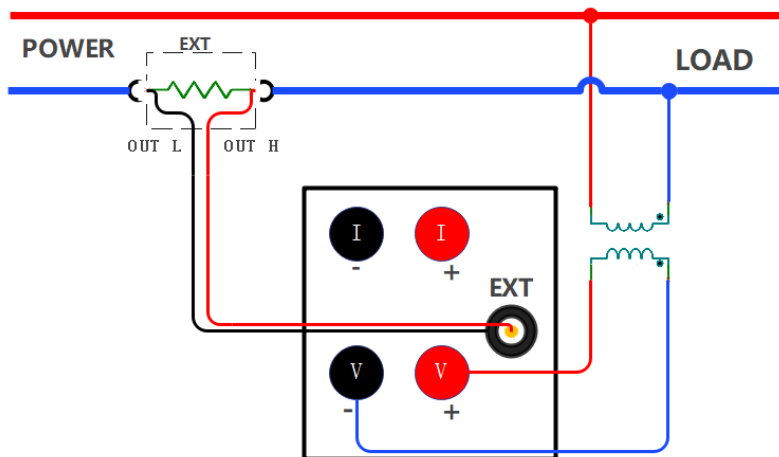 EXT
POWER
LOAD
OUT L OUT H
I I
- +
EXT
V V
- +